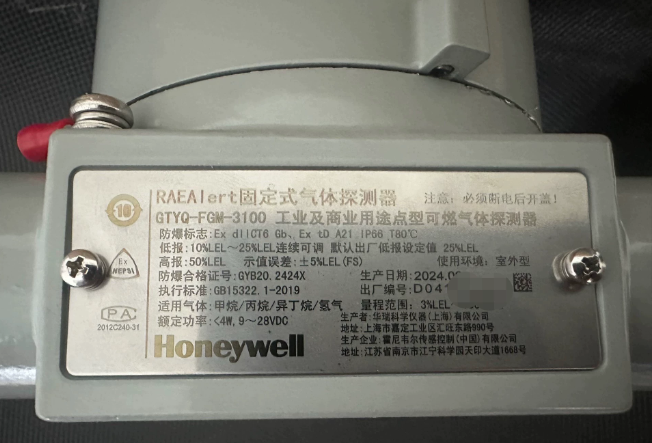 RAEAlert固定式气体探测器 注意：必须断电后开盖！
GTYQ-FGM-3100 工业及商业用途点型可燃气体探测器
防爆标志:Ex dIICT6 Gb、Ex tD A21 IP66 T80℃
低报:10%LEL~25%LEL连续可调 默认出厂低报设定值 25%LEL
高报:50%LEL 示值误差:±5%LEL(FS) 使用环境: 室外型
防爆合格证号:GYB20.2424X 生产日期:2024.
执行标准:GB15322.1-2019 出厂编号:D041
适用气体:甲烷/丙烷/异丁烷/氢气 量程范围: 3%LEL
额定功率:<4W,9~28VDC
生产者:华瑞科学仪器(上海)有限公司
地址:上海市嘉定工业区汇旺东路990号
生产企业:霍尼韦尔传感控制(中国)有限公司
地址:江苏省南京市江宁科学园天印大道1668号
Honeywell
10
Ex
NEPSI
PA
2012C240-31